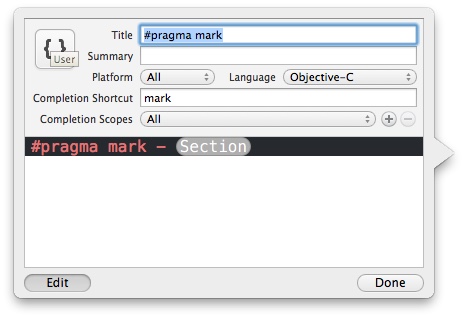 Title #pragma mark
{ } User
Summary
Platform All Language Objective-C
Completion Shortcut mark
Completion Scopes All
#pragma mark – Section
Edit Done